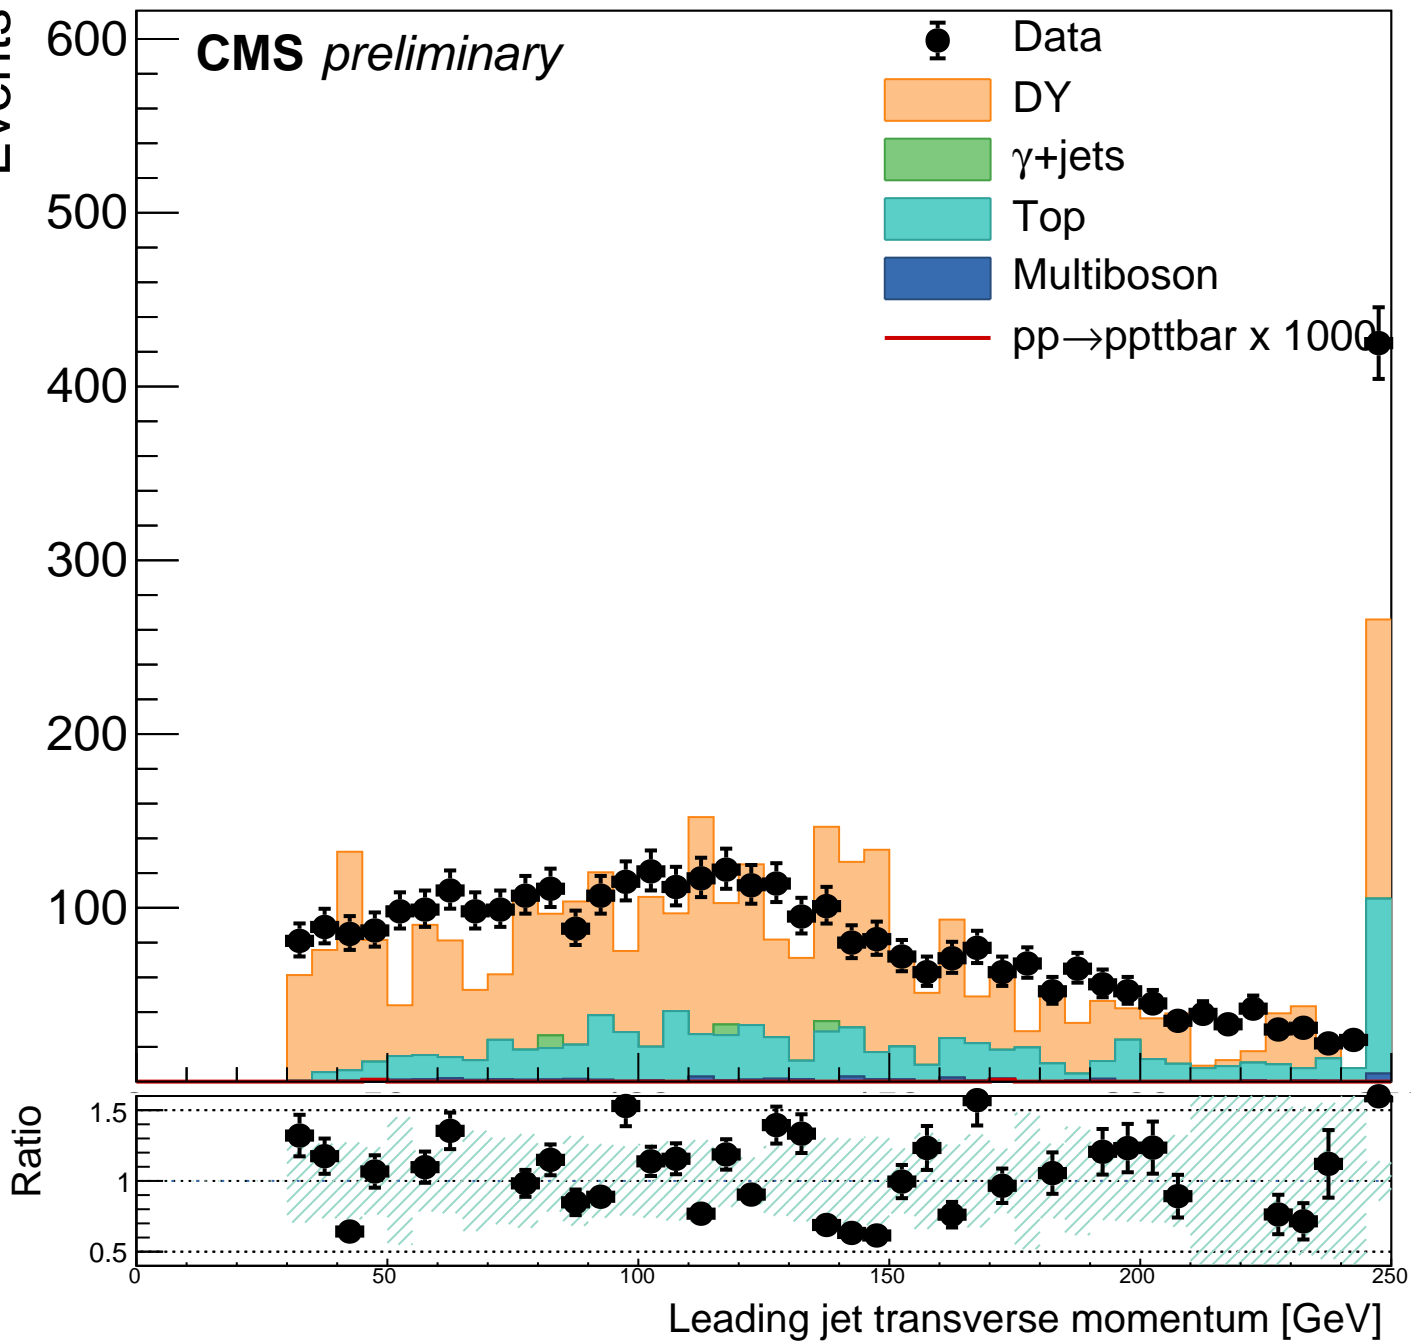 Events
600
500
400
300
200
100
CMS preliminary
Data
DY
γ+jets
Top
Multiboson
pp→ppttbar x 1000
Ratio
1.5
1
0.5
0 50 100 150 200 250
Leading jet transverse momentum [GeV]